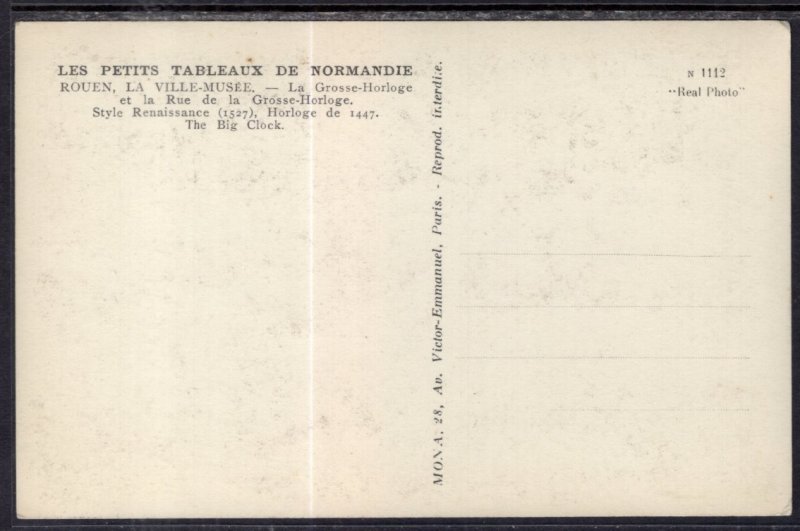 LES PETITS TABLEAUX DE NORMANDIE
ROUEN, LA VILLE-MUSÉE. — La Grosse-Horloge
et la Rue de la Grosse-Horloge.
Style Renaissance (1527), Horloge de 1447.
The Big Clock.
MONA. 28, Av. Victor-Emmanuel, Paris. - Reprod. interdite.
N 1112
"Real Photo"